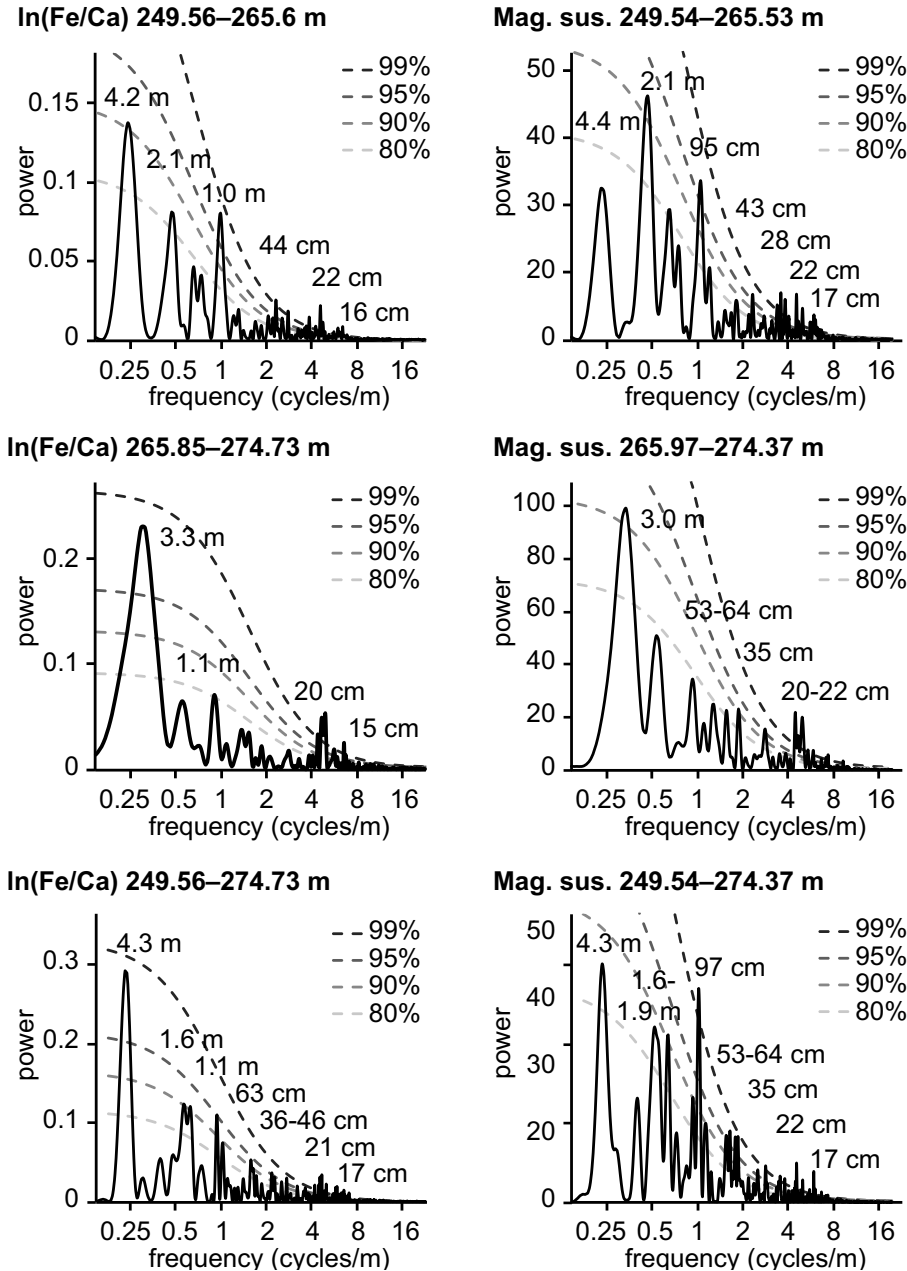 ln(Fe/Ca) 249.56–265.6 m
99%
95%
90%
80%
4.2 m
2.1 m
1.0 m
44 cm
22 cm
16 cm
0.15
0.1
0.05
0
power
0.25 0.5 1 2 4 8 16
frequency (cycles/m)
Mag. sus. 249.54–265.53 m
99%
95%
90%
80%
2.1 m
4.4 m
95 cm
43 cm
28 cm
22 cm
17 cm
50
40
30
20
10
0
power
0.25 0.5 1 2 4 8 16
frequency (cycles/m)
ln(Fe/Ca) 265.85–274.73 m
99%
95%
90%
80%
3.3 m
1.1 m
20 cm
15 cm
0.2
0.1
0
power
0.25 0.5 1 2 4 8 16
frequency (cycles/m)
Mag. sus. 265.97–274.37 m
99%
95%
90%
80%
3.0 m
53-64 cm
35 cm
20-22 cm
100
80
60
40
20
0
power
0.25 0.5 1 2 4 8 16
frequency (cycles/m)
ln(Fe/Ca) 249.56–274.73 m
99%
95%
90%
80%
4.3 m
1.6 m
1.1 m
63 cm
36-46 cm
21 cm
17 cm
0.3
0.2
0.1
0
power
0.25 0.5 1 2 4 8 16
frequency (cycles/m)
Mag. sus. 249.54–274.37 m
99%
95%
90%
80%
4.3 m
97 cm
1.6-
1.9 m
53-64 cm
35 cm
22 cm
17 cm
50
40
30
20
10
0
power
0.25 0.5 1 2 4 8 16
frequency (cycles/m)